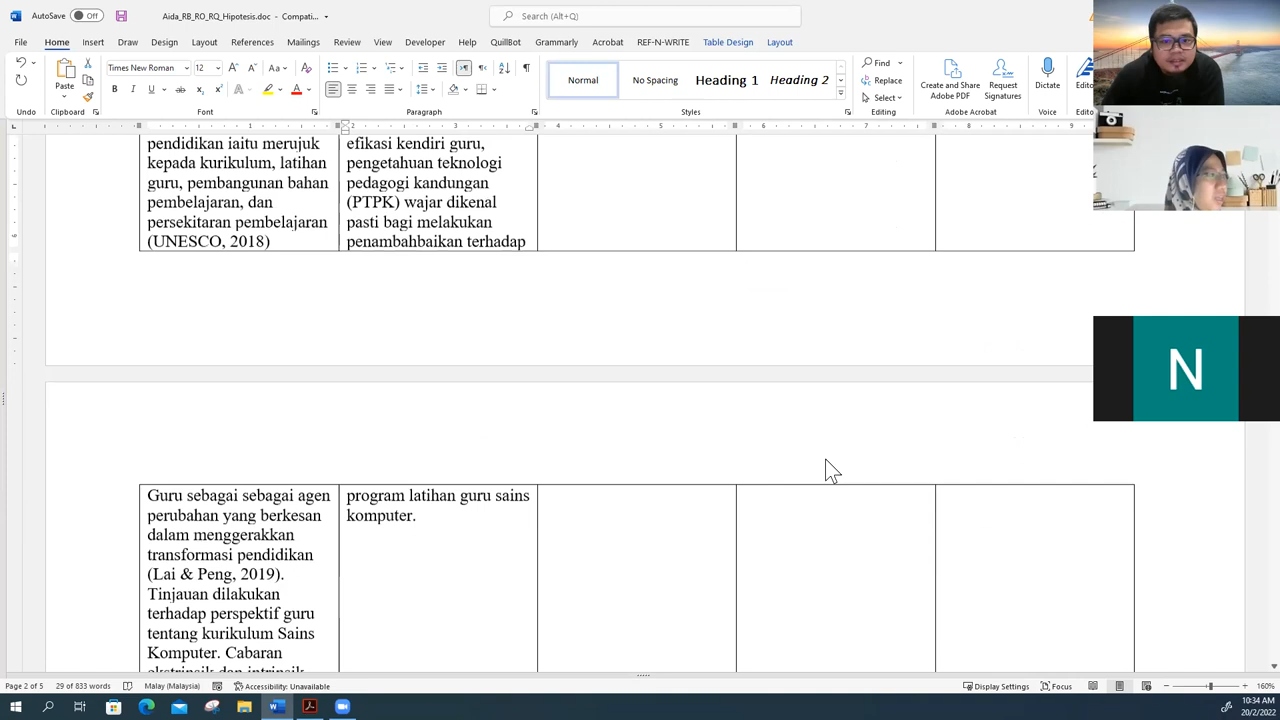 AutoSave
Off
Aida_RB_RO_RQ_Hipotesis.doc - Compati...
Search (Alt+Q)
File
Home
Insert
Draw
Design
Layout
References
Mailings
Review
View
Developer
Help
QuillBot
Grammarly
Acrobat
REF-N-WRITE
Table Design
Layout
Paste
Times New Roman
12
Normal
No Spacing
Heading 1
Heading 2
Find
Replace
Select
Create and Share
Adobe PDF
Request
Signatures
Dictate
Undo
Clipboard
Font
Paragraph
Styles
Editing
Adobe Acrobat
Voice
pendidikan iaitu merujuk
kepada kurikulum, latihan
guru, pembangunan bahan
pembelajaran, dan
persekitaran pembelajaran
(UNESCO, 2018)
efikasi kendiri guru,
pengetahuan teknologi
pedagogi kandungan
(PTPK) wajar dikenal
pasti bagi melakukan
penambahbaikan terhadap
N
Guru sebagai sebagai agen
perubahan yang berkesan
dalam menggerakkan
transformasi pendidikan
(Lai & Peng, 2019).
Tinjauan dilakukan
terhadap perspektif guru
tentang kurikulum Sains
Komputer. Cabaran
ekstrinsik dan intrinsik
program latihan guru sains
komputer.
Page 2 of 5
29 of 833 words
Malay (Malaysia)
Accessibility: Unavailable
Display Settings
Focus
160%
10:34 AM
20/2/2022